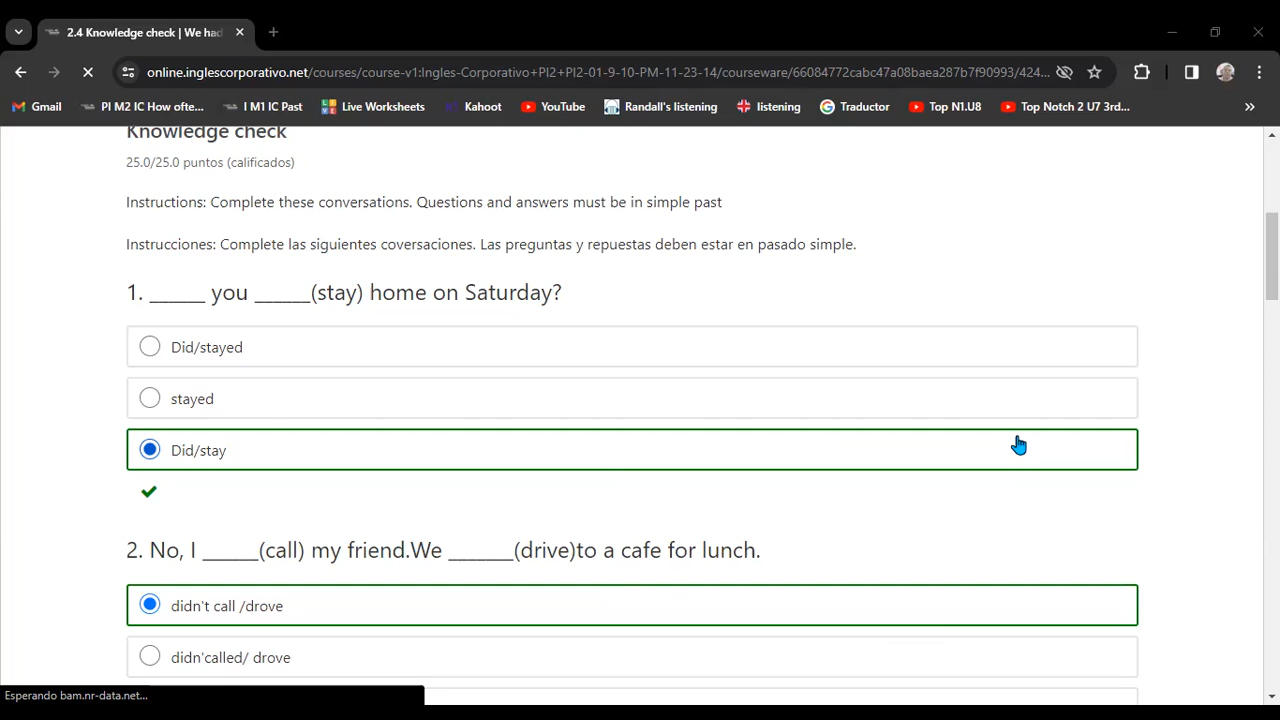 2.4 Knowledge check | We had
online.inglescorporativo.net/courses/course-v1:Ingles-Corporativo+PI2+PI2-01-9-10-PM-11-23-14/courseware/66084772cabc47a08baea287b7f90993/424...
Gmail PI M2 IC How ofte... I M1 IC Past Live Worksheets Kahoot YouTube Randall's listening listening Traductor Top N1.U8 Top Notch 2 U7 3rd...
Knowledge check
25.0/25.0 puntos (calificados)
Instructions: Complete these conversations. Questions and answers must be in simple past
Instrucciones: Complete las siguientes coversaciones. Las preguntas y repuestas deben estar en pasado simple.
1. ______ you ______(stay) home on Saturday?
Did/stayed
stayed
Did/stay
2. No, I ______(call) my friend.We _______(drive)to a cafe for lunch.
didn't call /drove
didn'called/ drove
Esperando bam.nr-data.net...